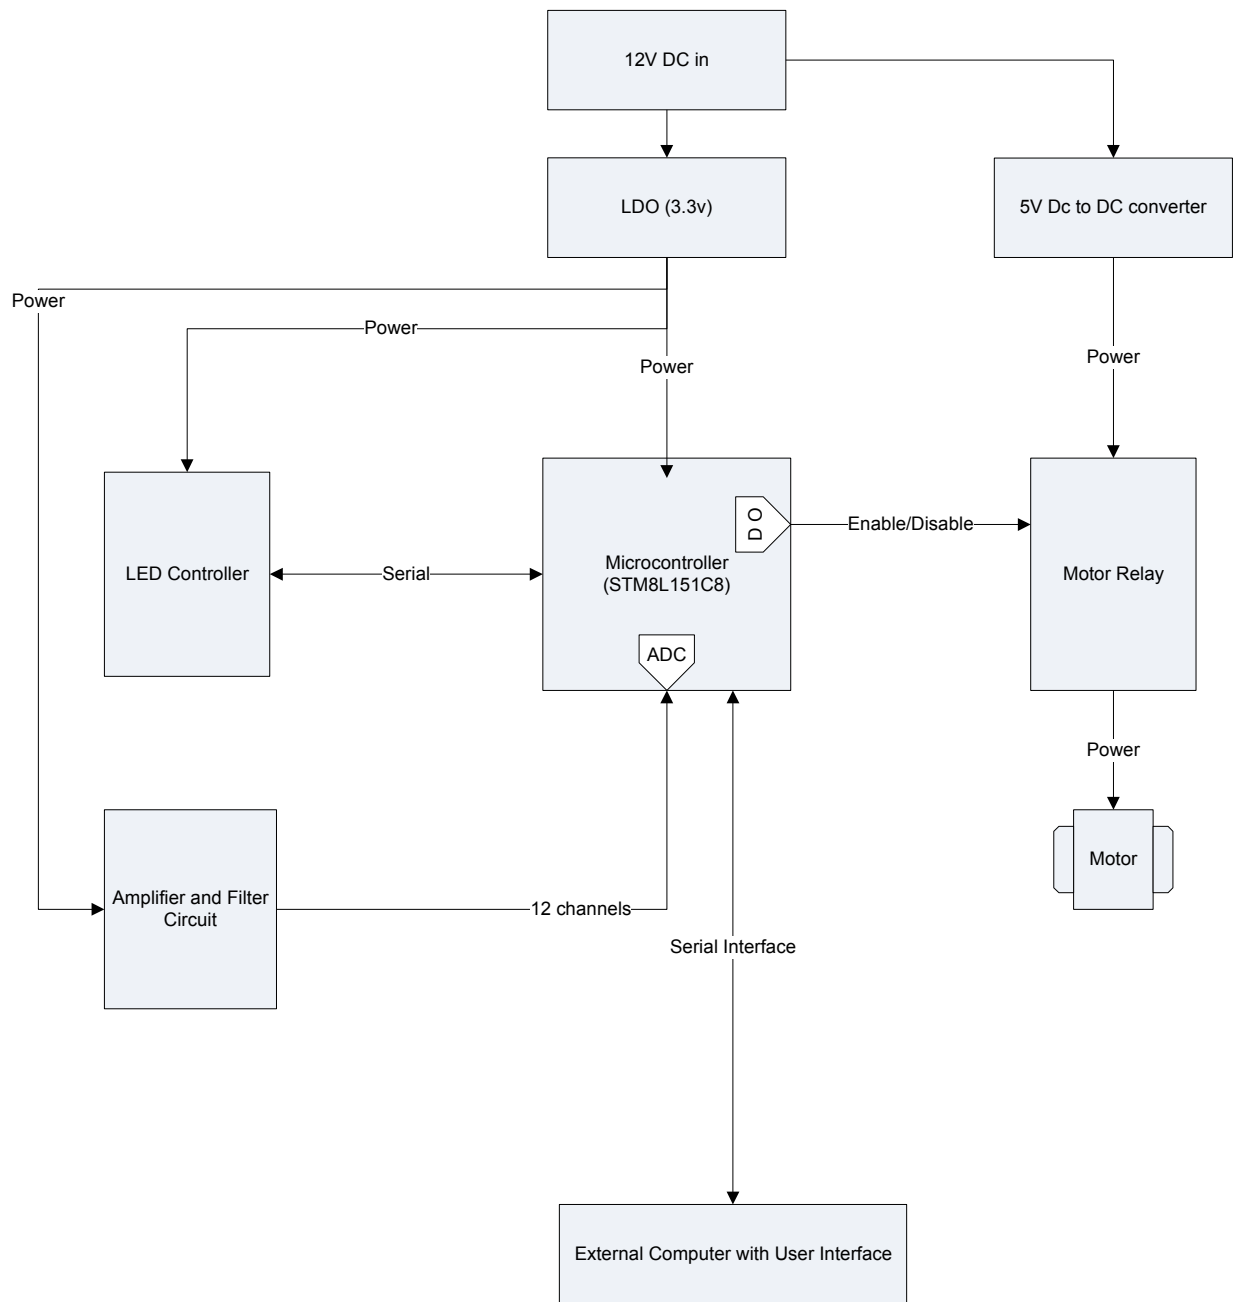 12V DC in
LDO (3.3v)
5V Dc to DC converter
Power
Power
Power
Power
D O
Enable/Disable
LED Controller
Serial
Microcontroller
(STM8L151C8)
Motor Relay
ADC
Power
Motor
Amplifier and Filter
Circuit
12 channels
Serial Interface
External Computer with User Interface